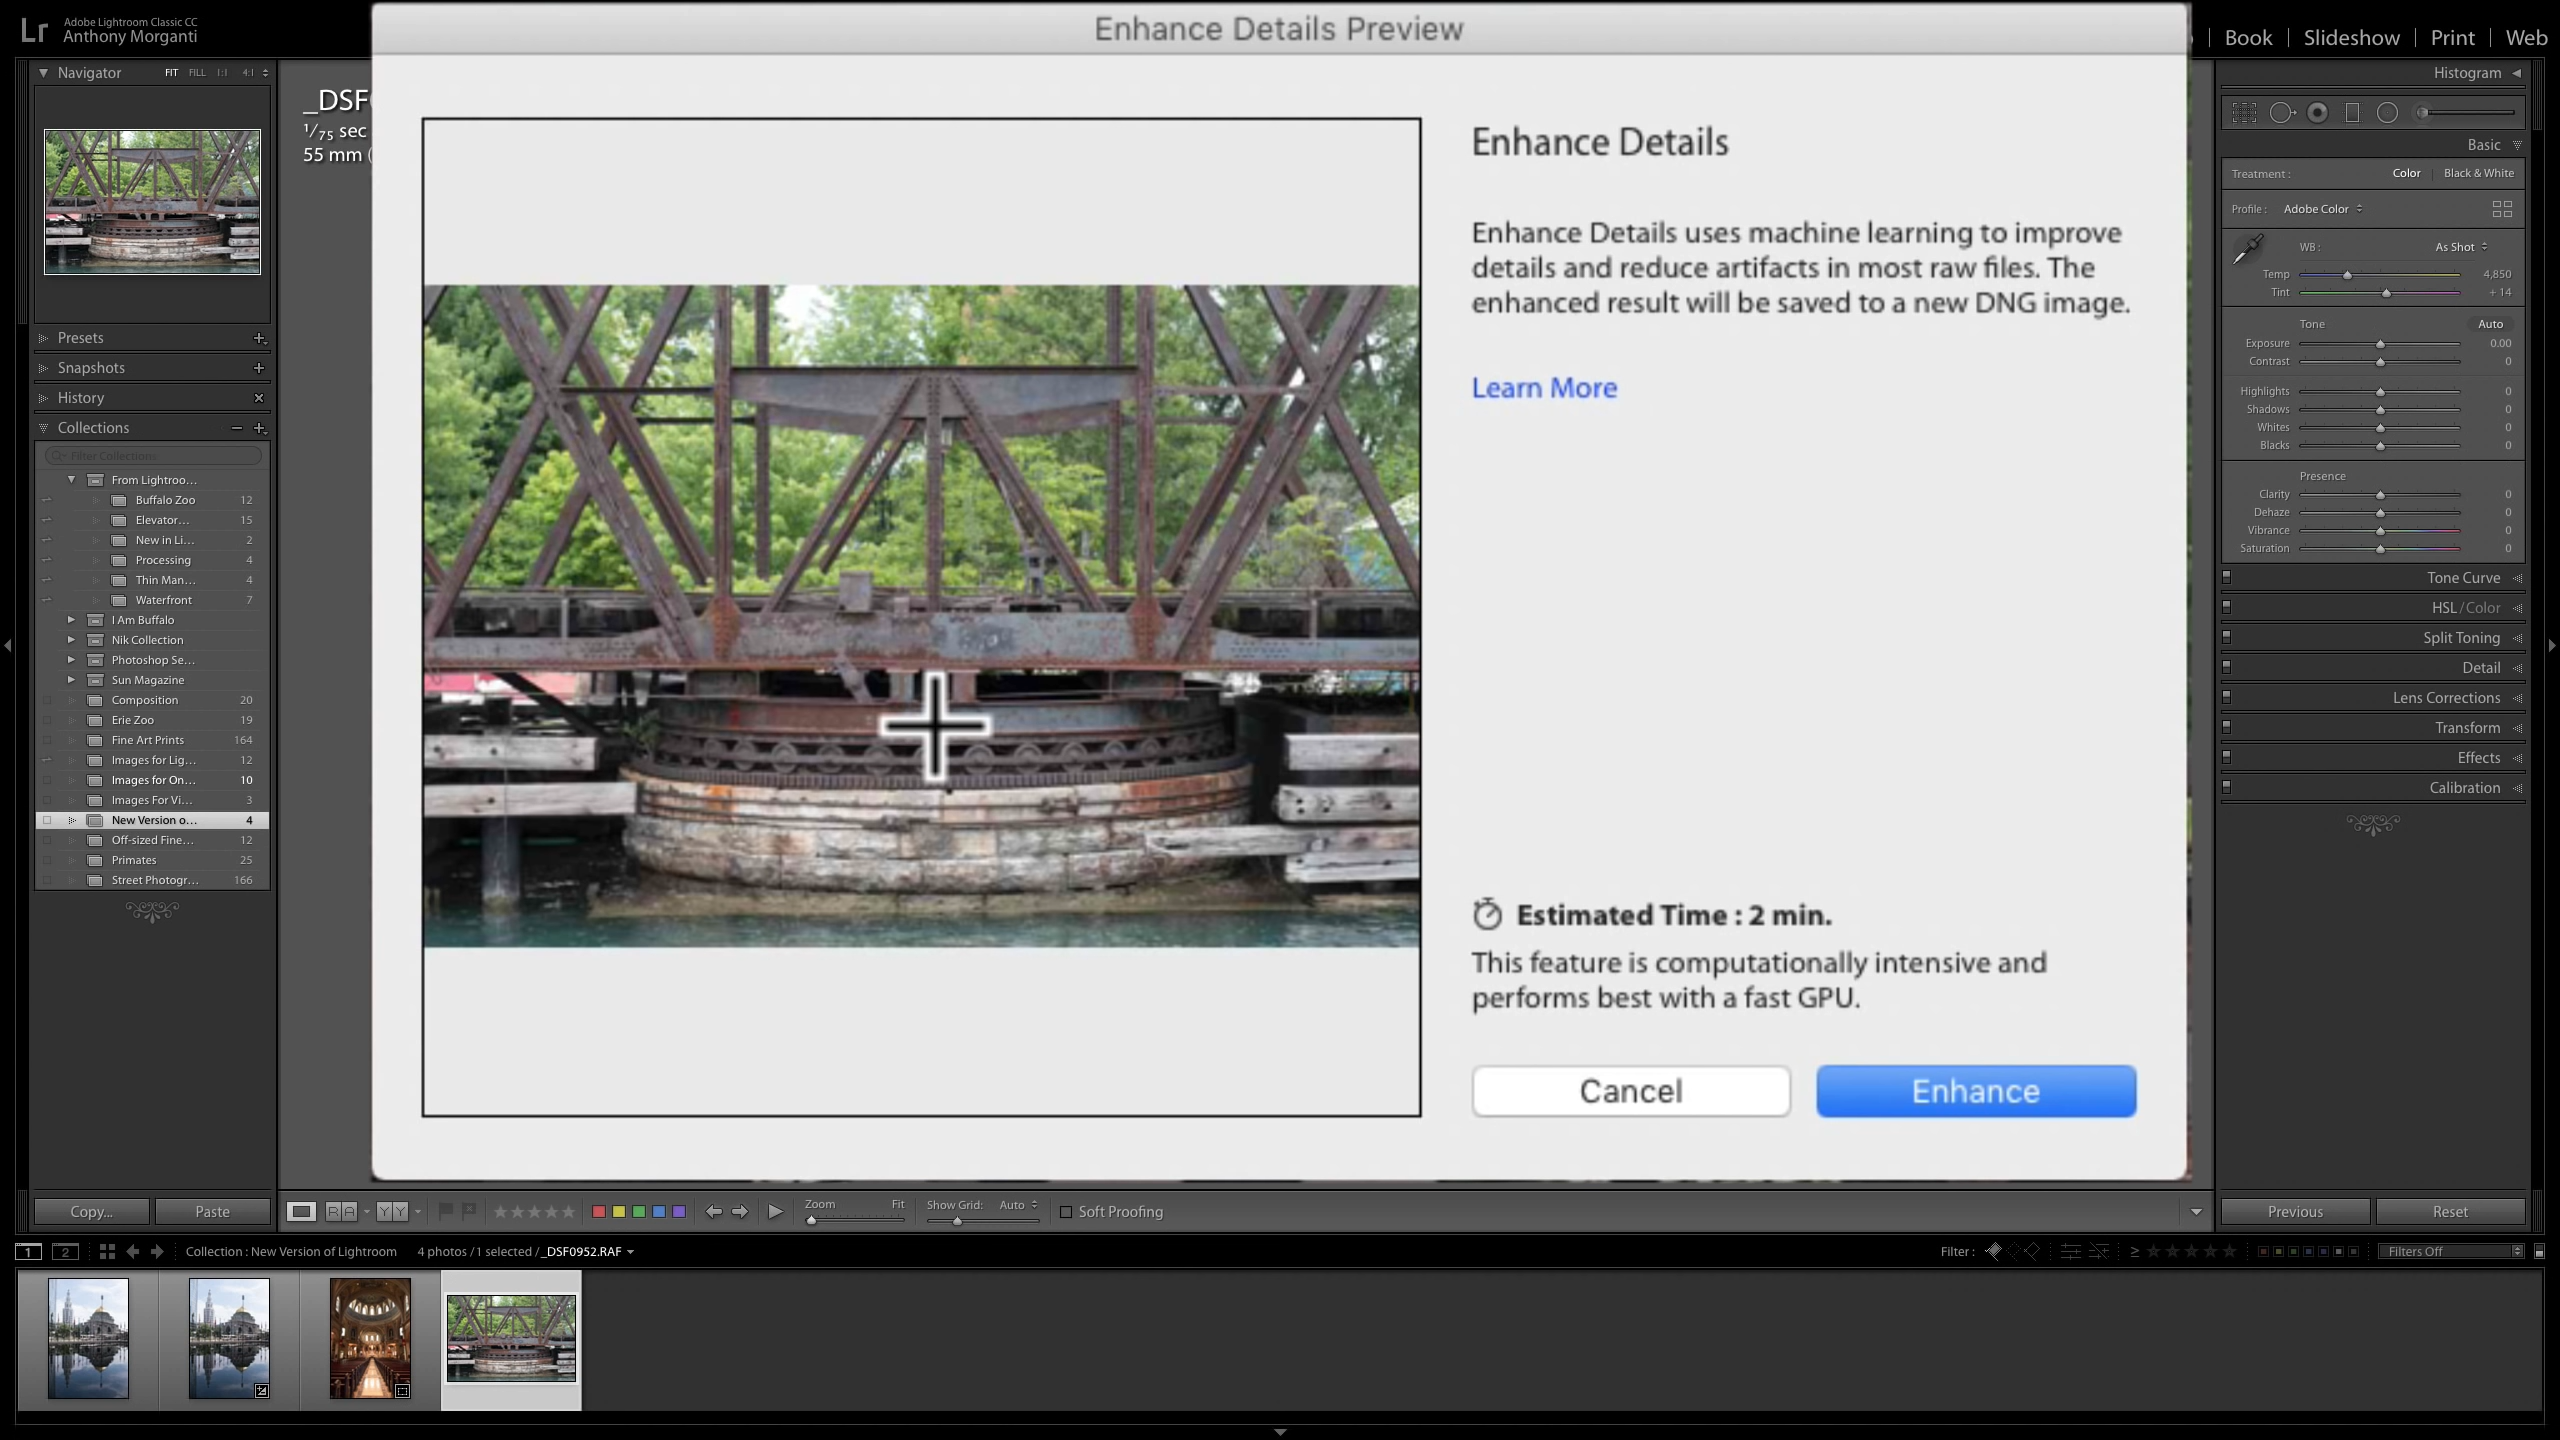 Lr
Adobe Lightroom Classic CC
Anthony Morganti
Enhance Details Preview
Book | Slideshow | Print | Web
Navigator FIT FILL 1:1 4:1
_DSF
1/75 sec
55 mm (
Presets
Snapshots
History
Collections
Filter Collections
From Lightroo...
Buffalo Zoo 12
Elevator... 15
New in Li... 2
Processing 4
Thin Man... 4
Waterfront 7
I Am Buffalo
Nik Collection
Photoshop Se...
Sun Magazine
Composition 20
Erie Zoo 19
Fine Art Prints 164
Images for Lig... 12
Images for On... 10
Images For Vi... 3
New Version o... 4
Off-sized Fine... 12
Primates 25
Street Photogr... 166
Copy... Paste
Enhance Details
Enhance Details uses machine learning to improve
details and reduce artifacts in most raw files. The
enhanced result will be saved to a new DNG image.
Learn More
Estimated Time : 2 min.
This feature is computationally intensive and
performs best with a fast GPU.
Cancel Enhance
Histogram
Basic
Treatment : Color | Black & White
Profile : Adobe Color
WB : As Shot
Temp 4,850
Tint + 14
Tone Auto
Exposure 0.00
Contrast 0
Highlights 0
Shadows 0
Whites 0
Blacks 0
Presence
Clarity 0
Dehaze 0
Vibrance 0
Saturation 0
Tone Curve
HSL / Color
Split Toning
Detail
Lens Corrections
Transform
Effects
Calibration
Previous Reset
R A Y Y Zoom Fit Show Grid: Auto Soft Proofing
1 2 Collection : New Version of Lightroom 4 photos / 1 selected / _DSF0952.RAF Filter : ≥ Filters Off